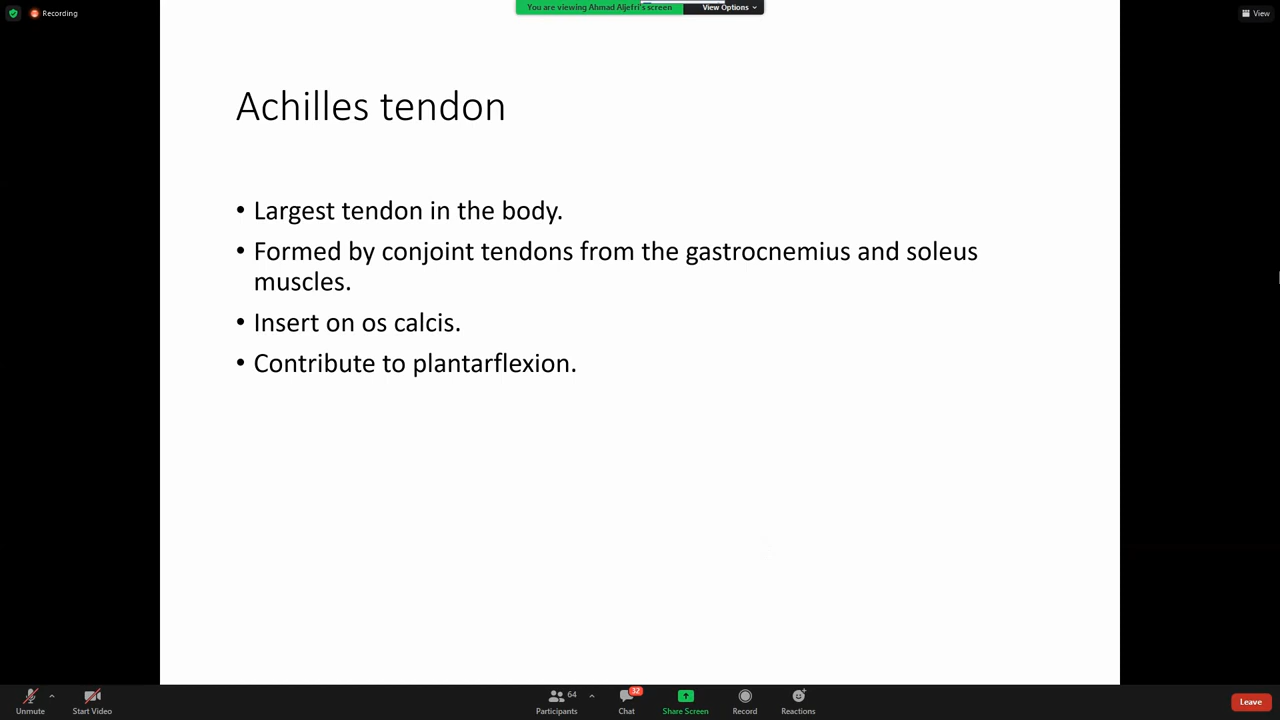 Recording
You are viewing Ahmad Aljefri's screen
View Options
View
Achilles tendon
• Largest tendon in the body.
• Formed by conjoint tendons from the gastrocnemius and soleus
muscles.
• Insert on os calcis.
• Contribute to plantarflexion.
Unmute
Start Video
64
Participants
32
Chat
Share Screen
Record
Reactions
Leave